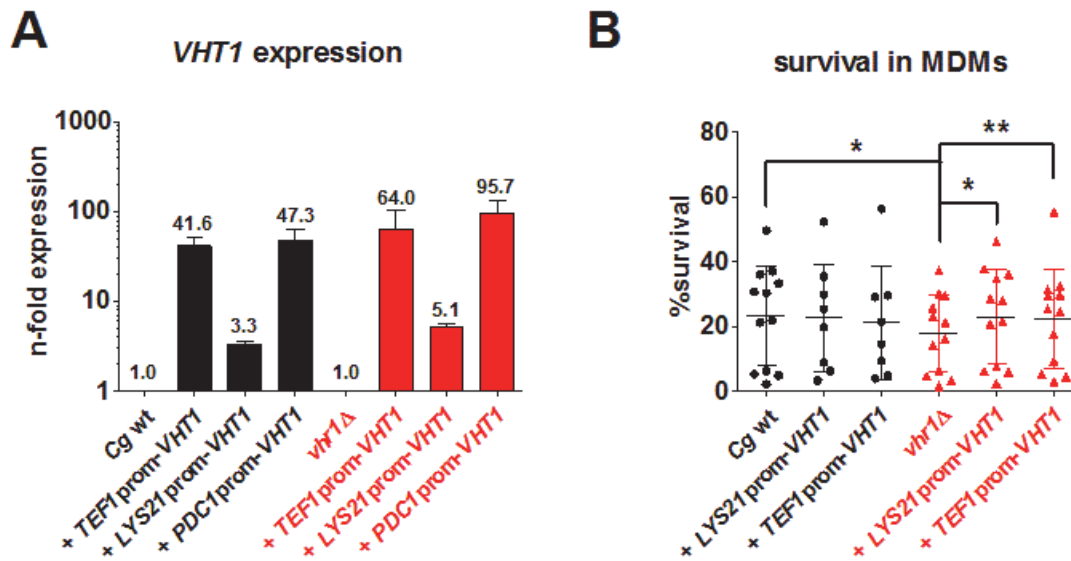 A
VHT1 expression
n-fold expression
1000
100
10
1
1.0
41.6
3.3
47.3
1.0
64.0
5.1
95.7
Cg wt
+ TEF1 prom-VHT1
+ LYS21 prom-VHT1
+ PDC1 prom-VHT1
vhr1Δ
+ TEF1 prom-VHT1
+ LYS21 prom-VHT1
+ PDC1 prom-VHT1
B
survival in MDMs
%survival
80
60
40
20
0
*
**
*
Cg wt
+ LYS21 prom-VHT1
+ TEF1 prom-VHT1
vhr1Δ
+ LYS21 prom-VHT1
+ TEF1 prom-VHT1